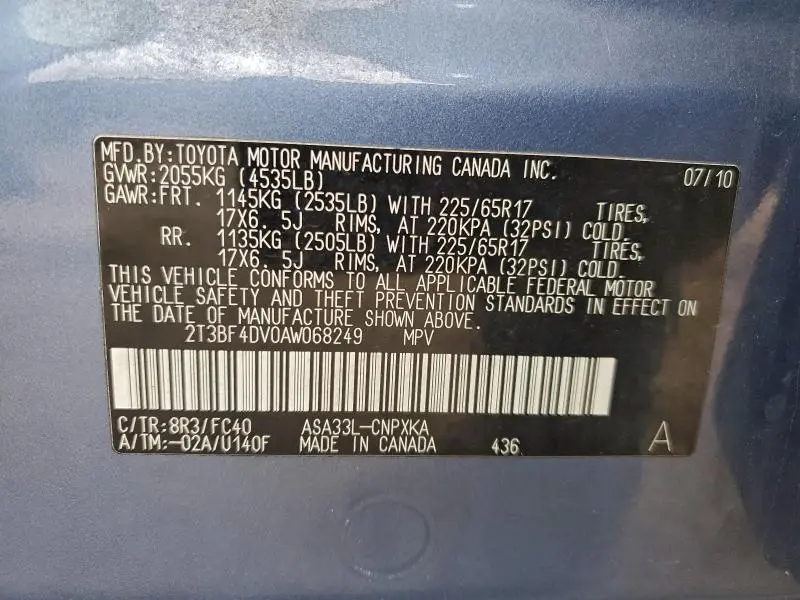 MFD.BY:TOYOTA MOTOR MANUFACTURING CANADA INC. 07/10
GVWR:2055KG (4535LB)
GAWR:FRT. 1145KG (2535LB) WITH 225/65R17 TIRES,
17X6. 5J RIMS, AT 220KPA (32PSI) COLD.
RR. 1135KG (2505LB) WITH 225/65R17 TIRES,
17X6. 5J RIMS, AT 220KPA (32PSI) COLD.
THIS VEHICLE CONFORMS TO ALL APPLICABLE FEDERAL MOTOR
VEHICLE SAFETY AND THEFT PREVENTION STANDARDS IN EFFECT ON
THE DATE OF MANUFACTURE SHOWN ABOVE.
2T3BF4DV0AW068249 MPV
C/TR:8R3/FC40 ASA33L-CNPXKA
A/TM:-02A/U140F MADE IN CANADA 436 A